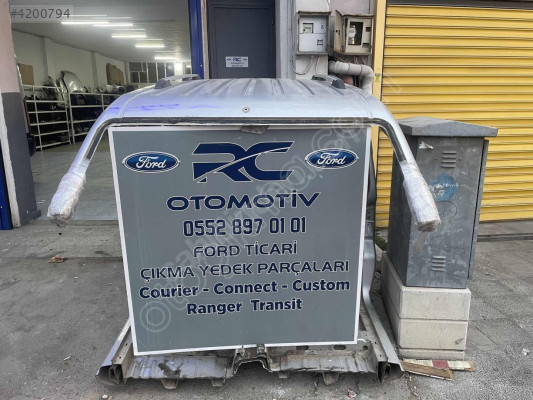 #4200794
RC
Ford
Ford
RC
OTOMOTİV
0552 897 01 01
FORD TİCARİ
ÇIKMA YEDEK PARÇALARI
Courier - Connect - Custom
Ranger Transit